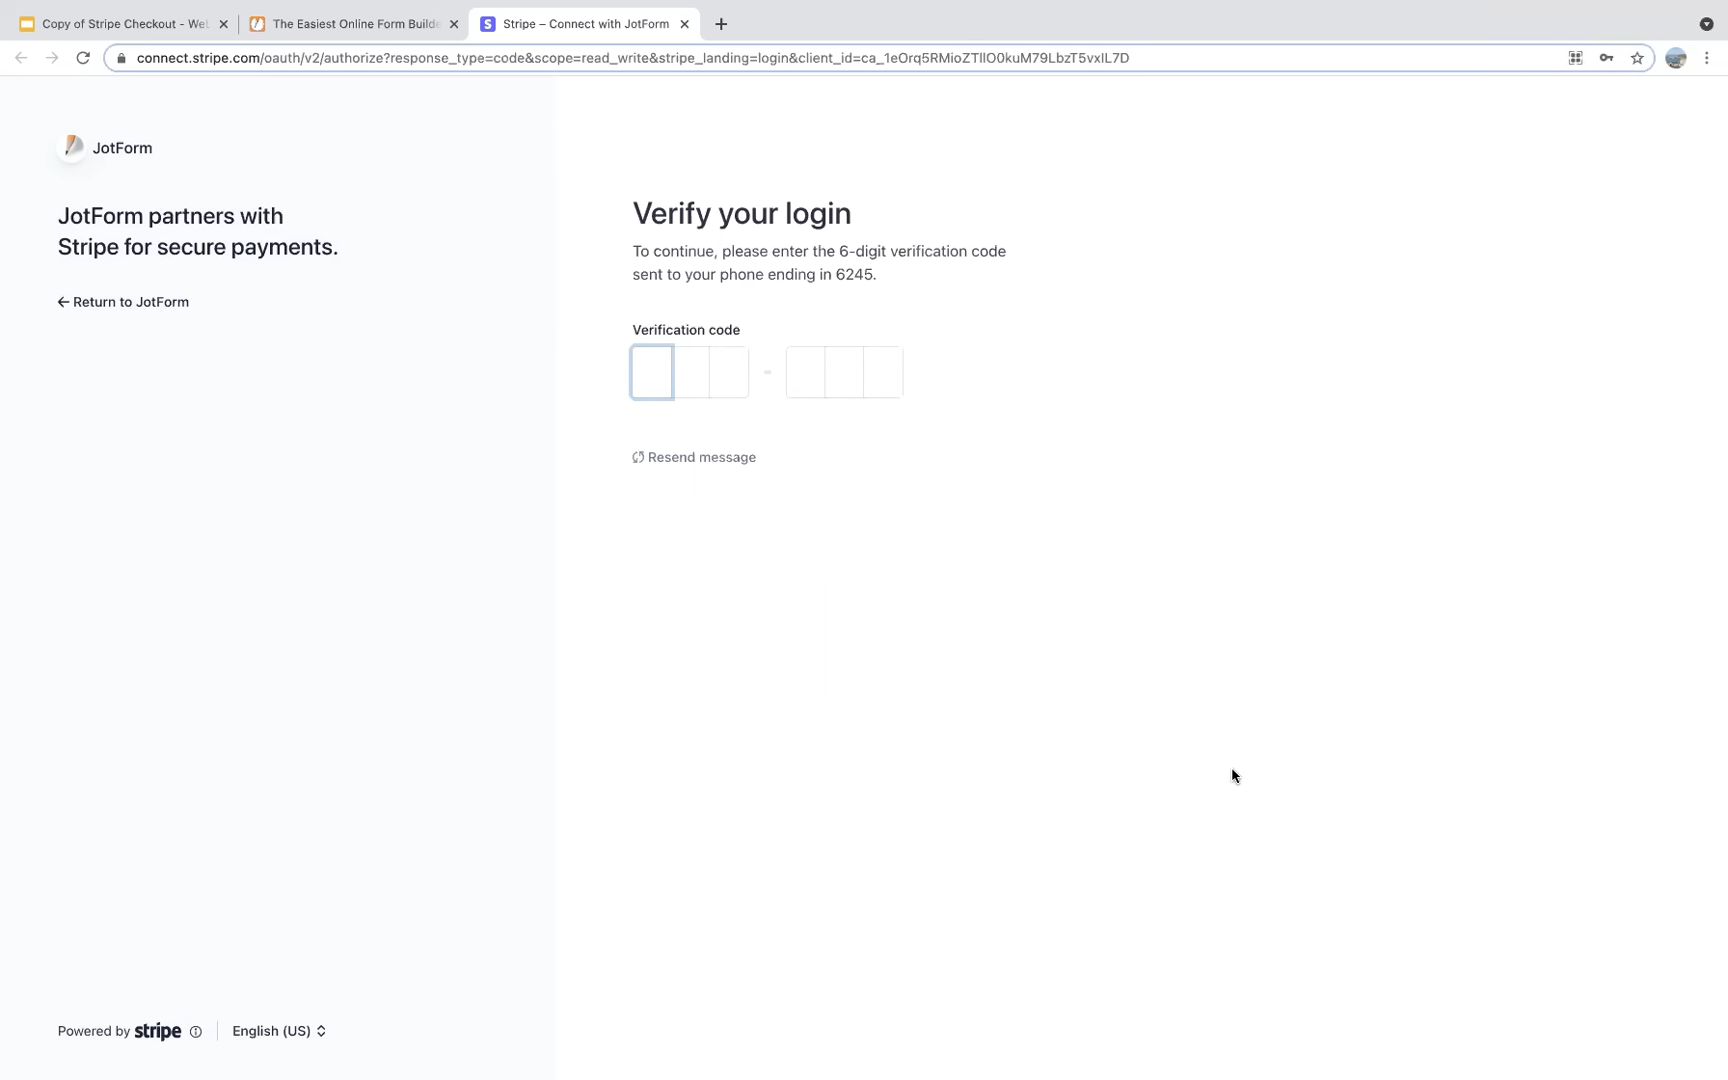 Copy of Stripe Checkout - Web
The Easiest Online Form Builde
Stripe – Connect with JotForm
connect.stripe.com/oauth/v2/authorize?response_type=code&scope=read_write&stripe_landing=login&client_id=ca_1eOrq5RMioZTllO0kuM79LbzT5vxlL7D
JotForm
JotForm partners with
Stripe for secure payments.
← Return to JotForm
Verify your login
To continue, please enter the 6-digit verification code
sent to your phone ending in 6245.
Verification code
-
Resend message
Powered by stripe
English (US)